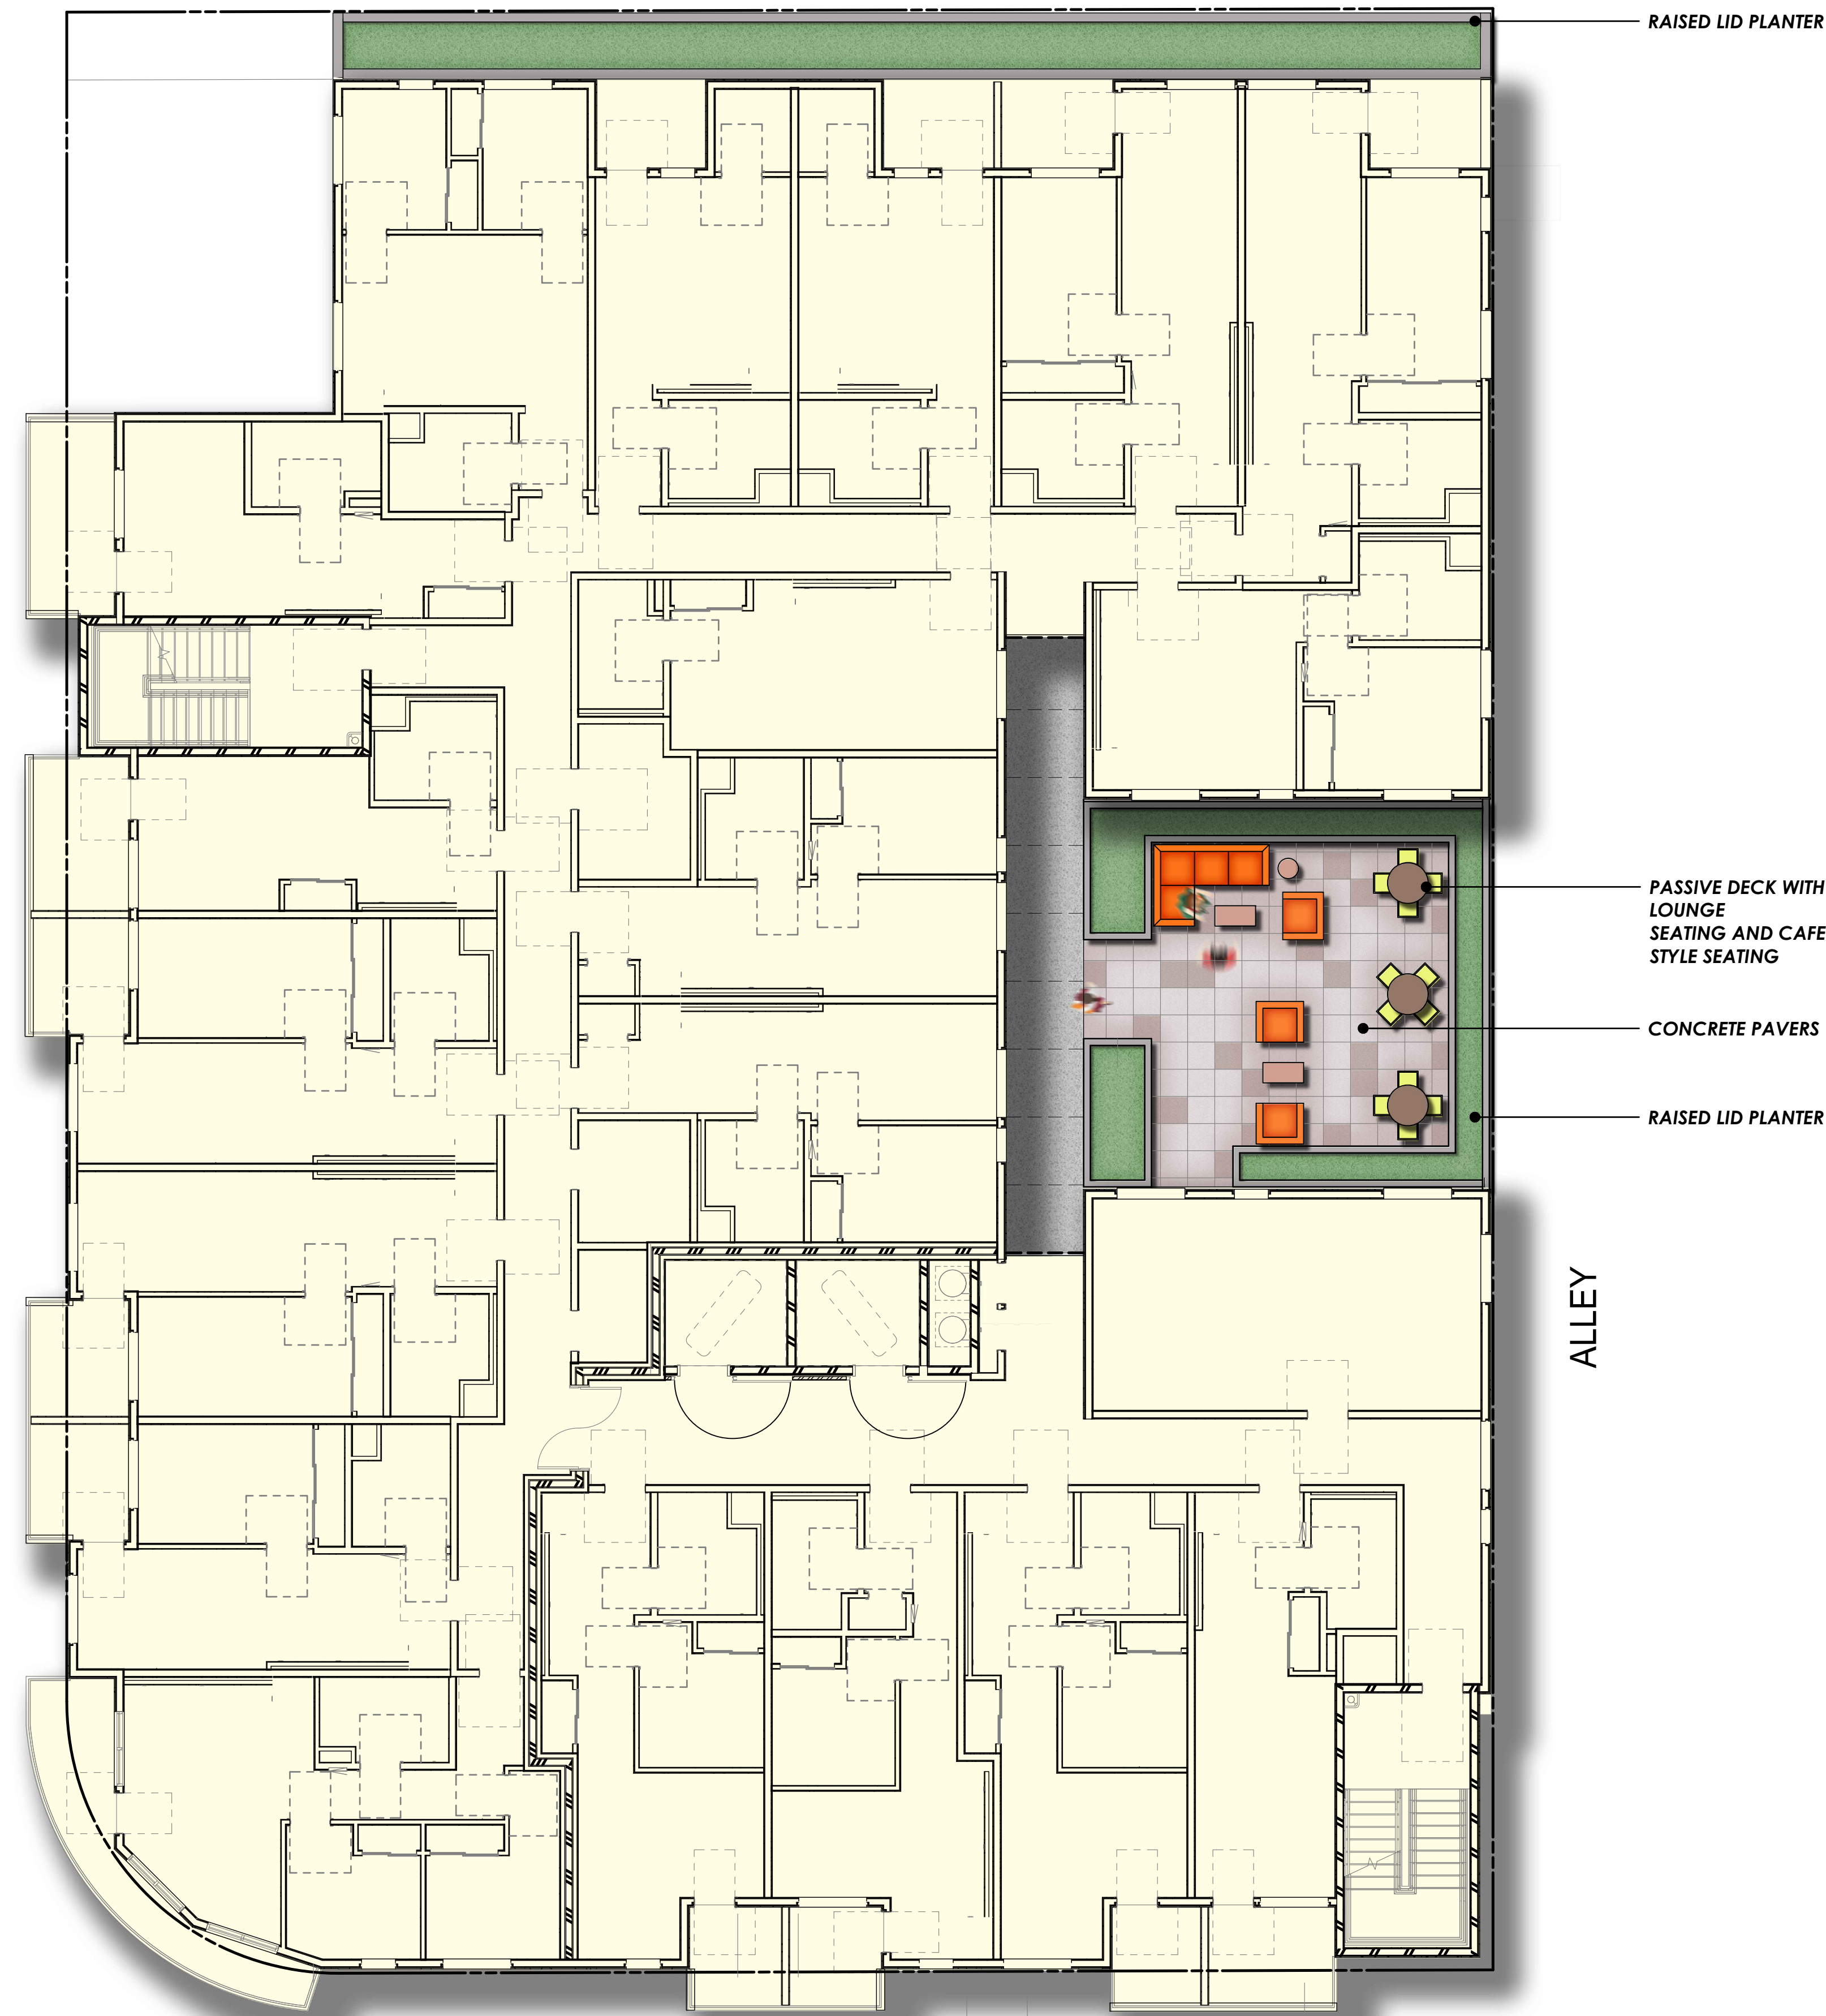 RAISED LID PLANTER
PASSIVE DECK WITH
LOUNGE
SEATING AND CAFE
STYLE SEATING
CONCRETE PAVERS
RAISED LID PLANTER
ALLEY